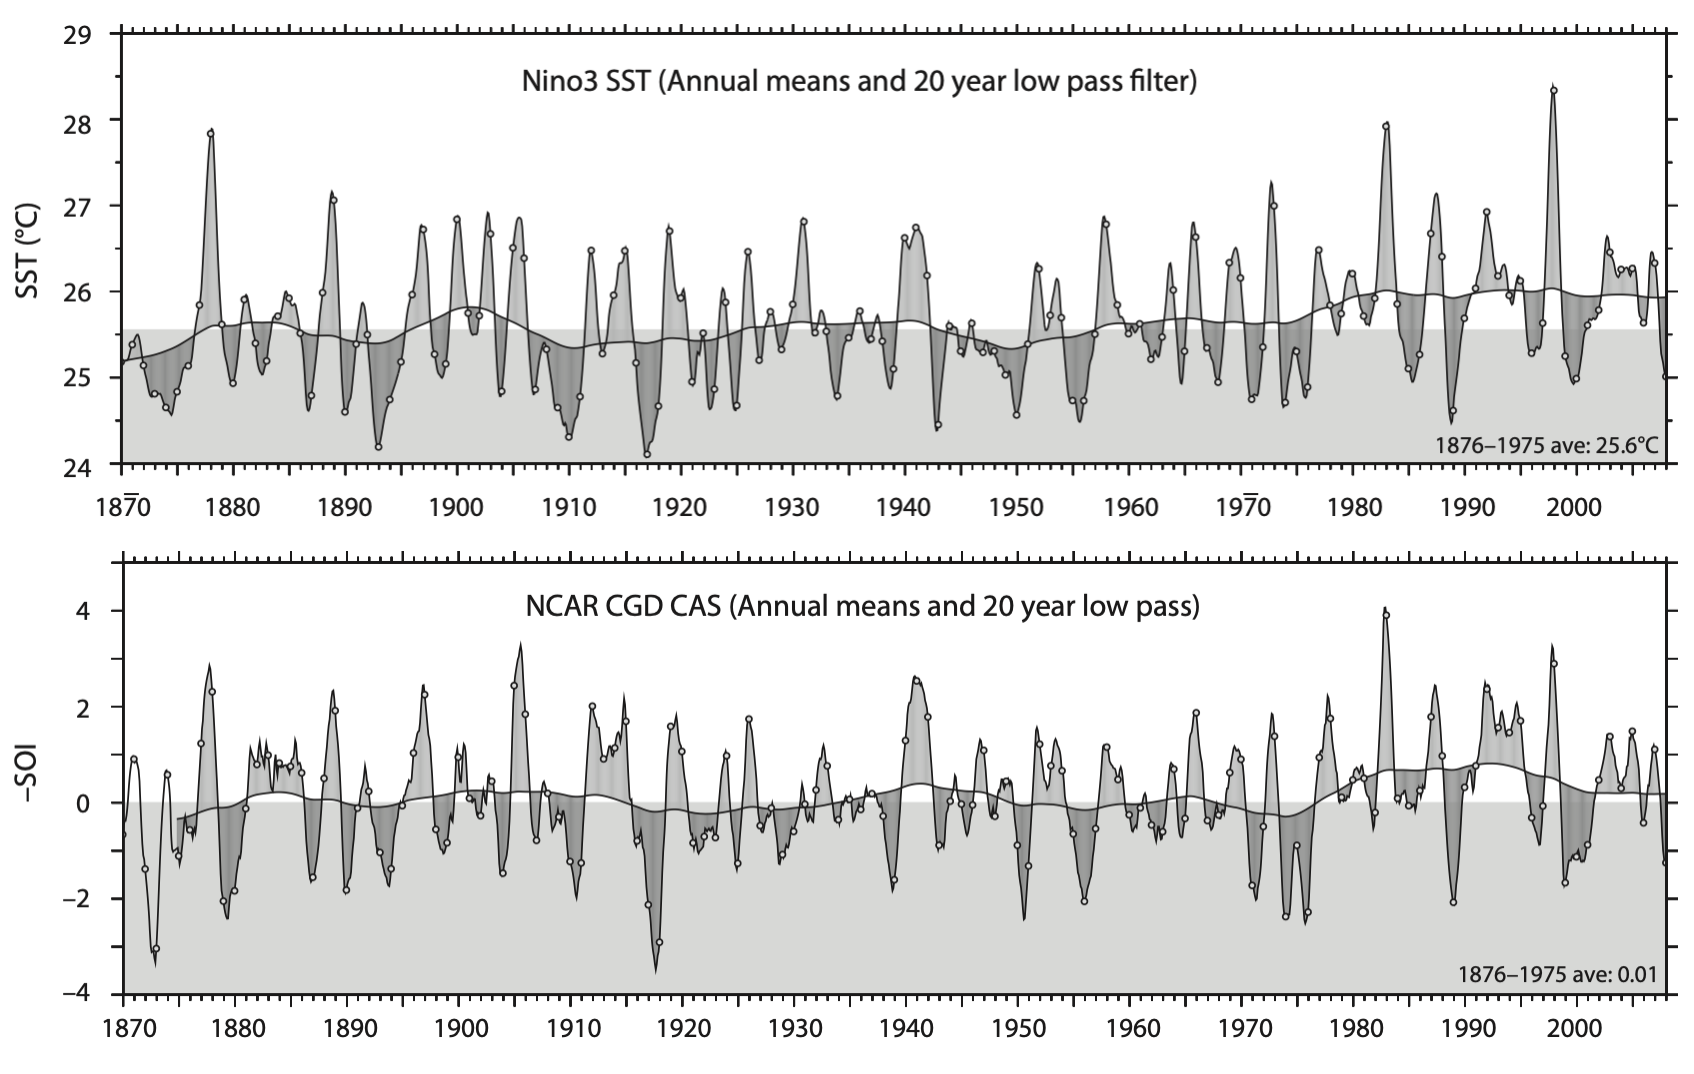 Nino3 SST (Annual means and 20 year low pass filter)
SST (°C)
29
28
27
26
25
24
1876–1975 ave: 25.6°C
1870 1880 1890 1900 1910 1920 1930 1940 1950 1960 1970 1980 1990 2000
NCAR CGD CAS (Annual means and 20 year low pass)
–SOI
4
2
0
–2
–4
1876–1975 ave: 0.01
1870 1880 1890 1900 1910 1920 1930 1940 1950 1960 1970 1980 1990 2000